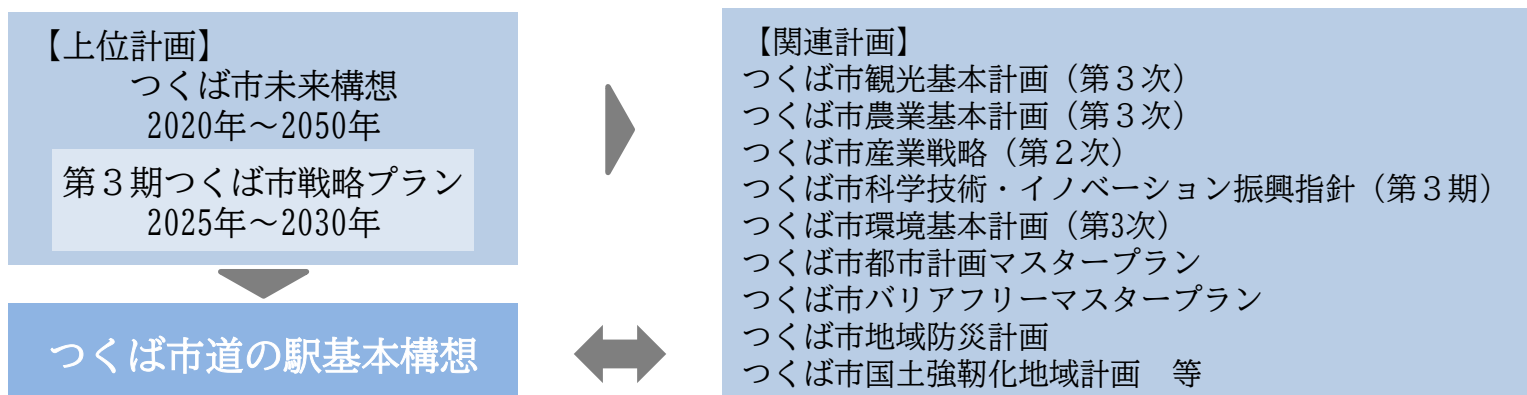 【上位計画】
つくば市未来構想
2020年～2050年
第３期つくば市戦略プラン
2025年～2030年
つくば市道の駅基本構想
【関連計画】
つくば市観光基本計画（第３次）
つくば市農業基本計画（第３次）
つくば市産業戦略（第２次）
つくば市科学技術・イノベーション振興指針（第３期）
つくば市環境基本計画（第3次）
つくば市都市計画マスタープラン
つくば市バリアフリーマスタープラン
つくば市地域防災計画
つくば市国土強靭化地域計画　等